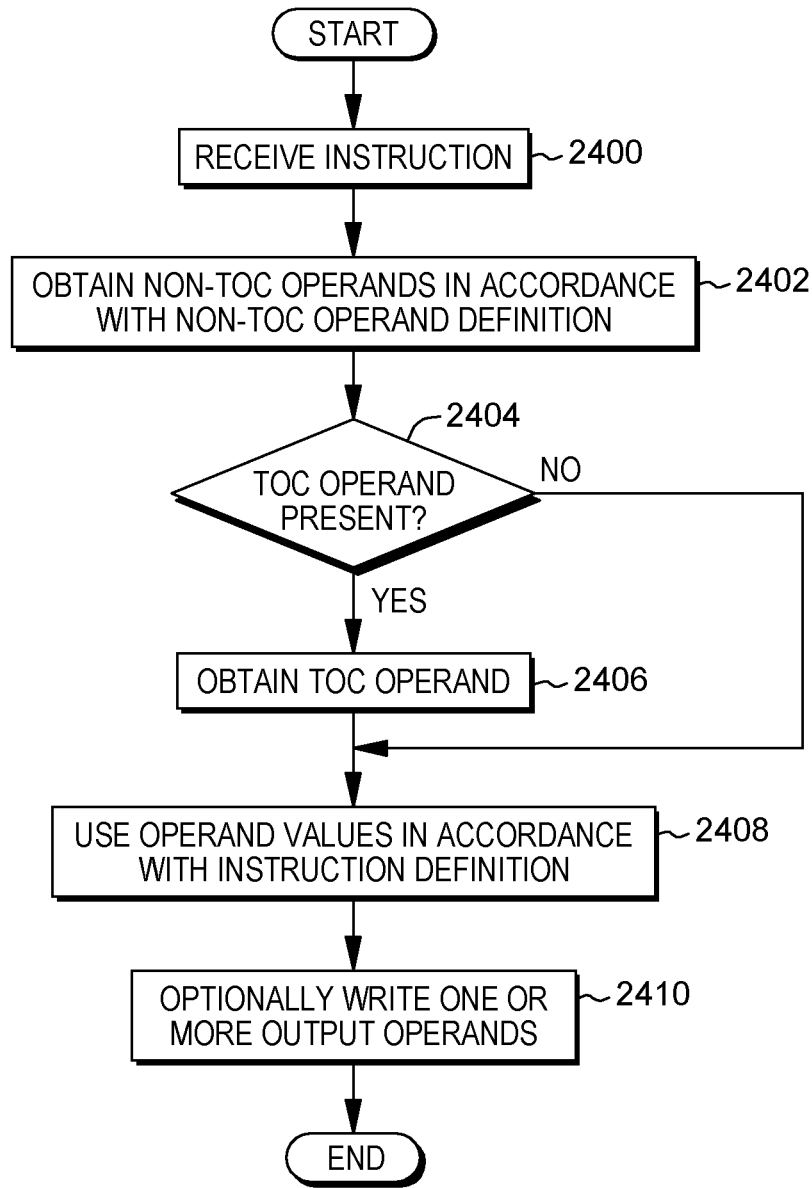 START
RECEIVE INSTRUCTION
2400
OBTAIN NON-TOC OPERANDS IN ACCORDANCE
WITH NON-TOC OPERAND DEFINITION
2402
2404
TOC OPERAND
PRESENT?
NO
YES
OBTAIN TOC OPERAND
2406
USE OPERAND VALUES IN ACCORDANCE
WITH INSTRUCTION DEFINITION
2408
OPTIONALLY WRITE ONE OR
MORE OUTPUT OPERANDS
2410
END